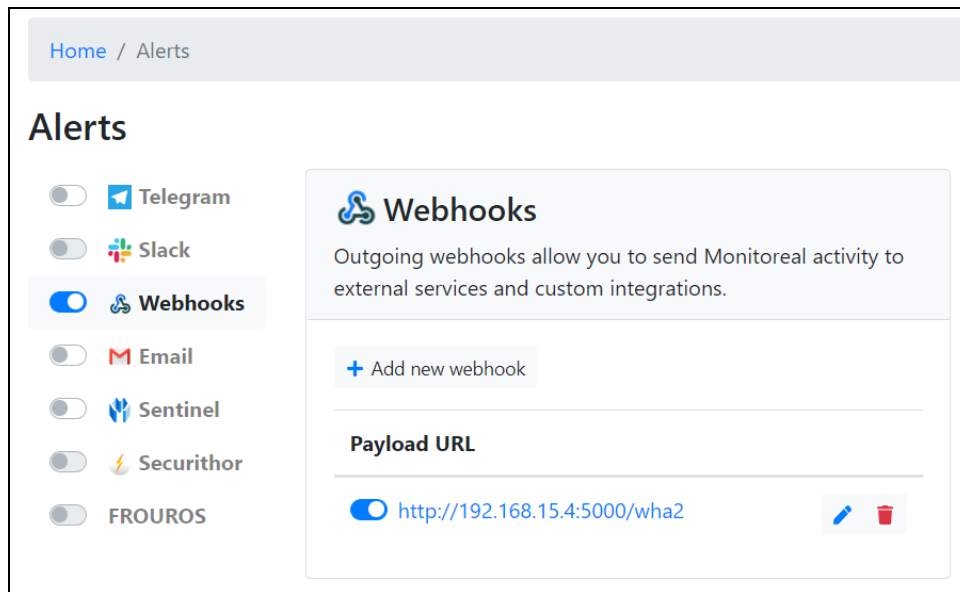 Home / Alerts
Alerts
Telegram
Slack
Webhooks
Email
Sentinel
Securithor
FROUROS
Webhooks
Outgoing webhooks allow you to send Monitoreal activity to
external services and custom integrations.
+ Add new webhook
Payload URL
http://192.168.15.4:5000/wha2